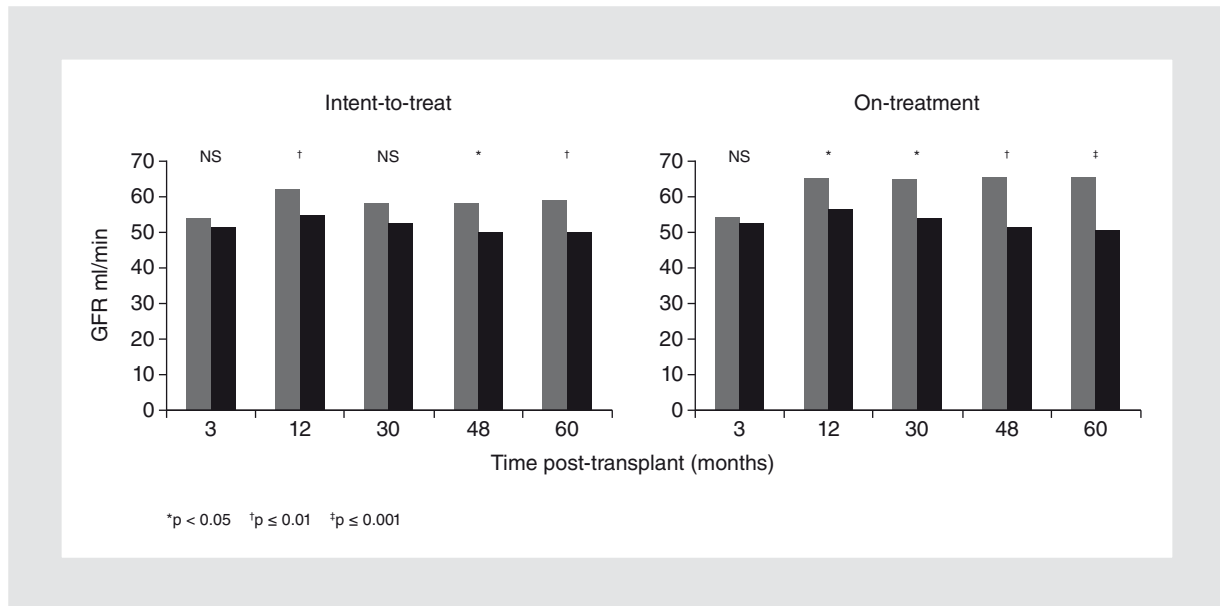 Intent-to-treat
NS † NS * †
GFR ml/min
70
60
50
40
30
20
10
0
3 12 30 48 60
On-treatment
NS * * † ‡
70
60
50
40
30
20
10
0
3 12 30 48 60
Time post-transplant (months)
*p < 0.05 †p ≤ 0.01 ‡p ≤ 0.001